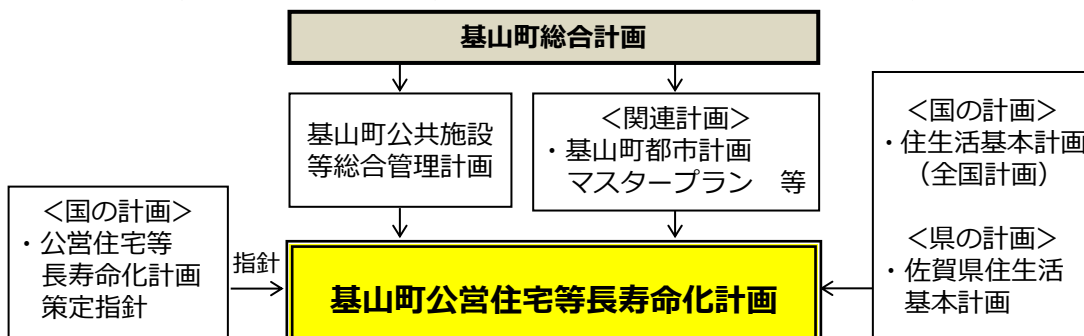 基山町総合計画
基山町公共施設
等総合管理計画
<関連計画>
・基山町都市計画
マスタープラン 等
<国の計画>
・住生活基本計画
(全国計画)
<県の計画>
・佐賀県住生活
基本計画
<国の計画>
・公営住宅等
長寿命化計画
策定指針
指針
基山町公営住宅等長寿命化計画